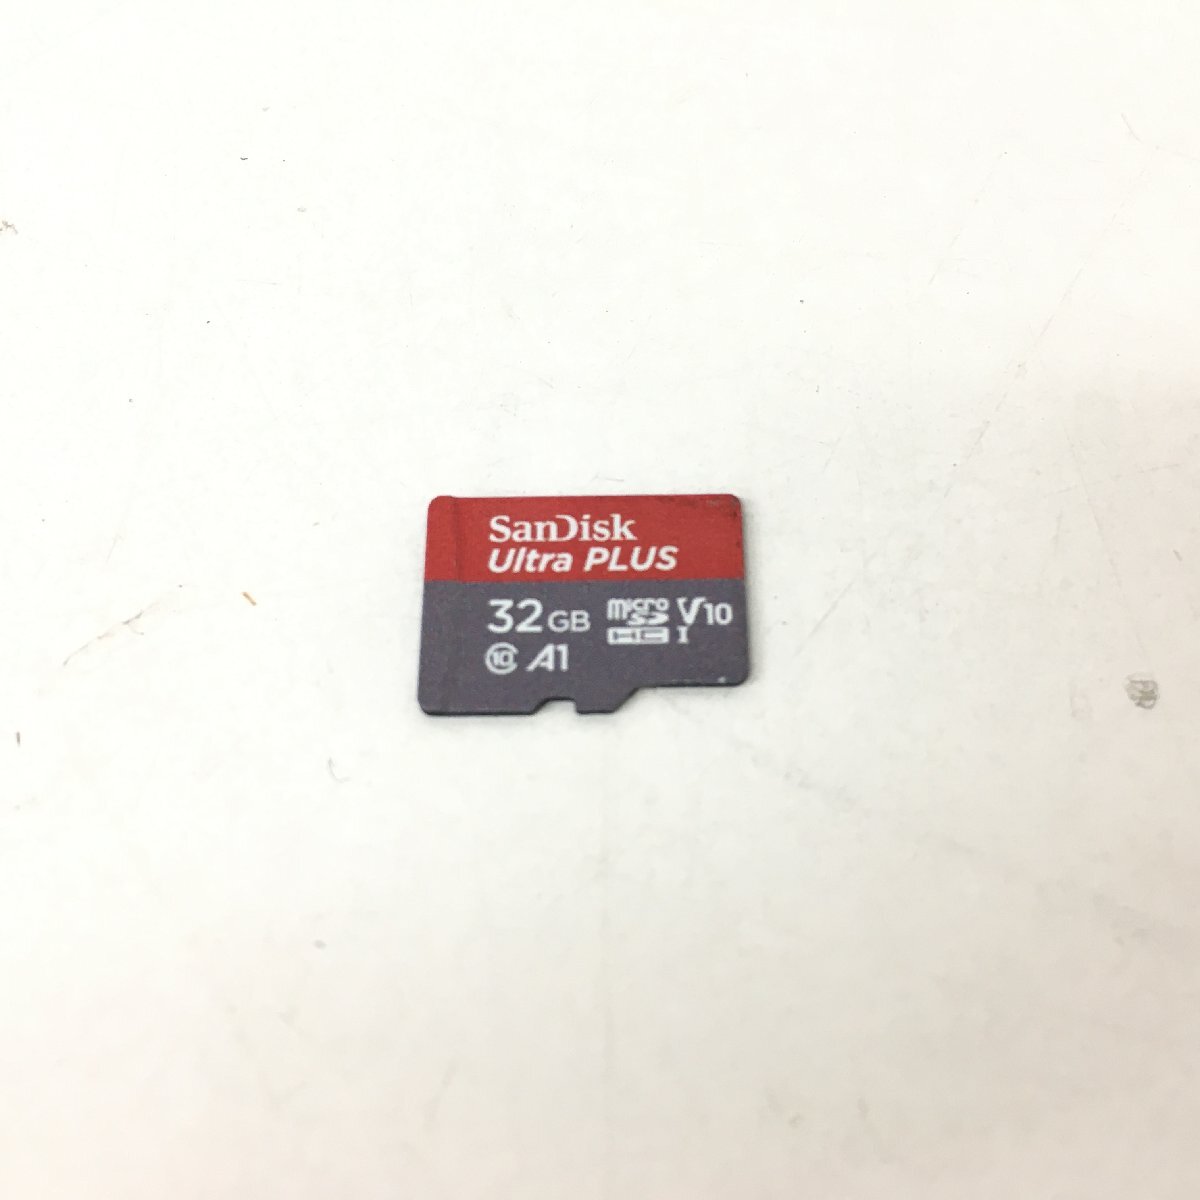 SanDisk
Ultra PLUS
32GB microSD HC I V10
10 A1